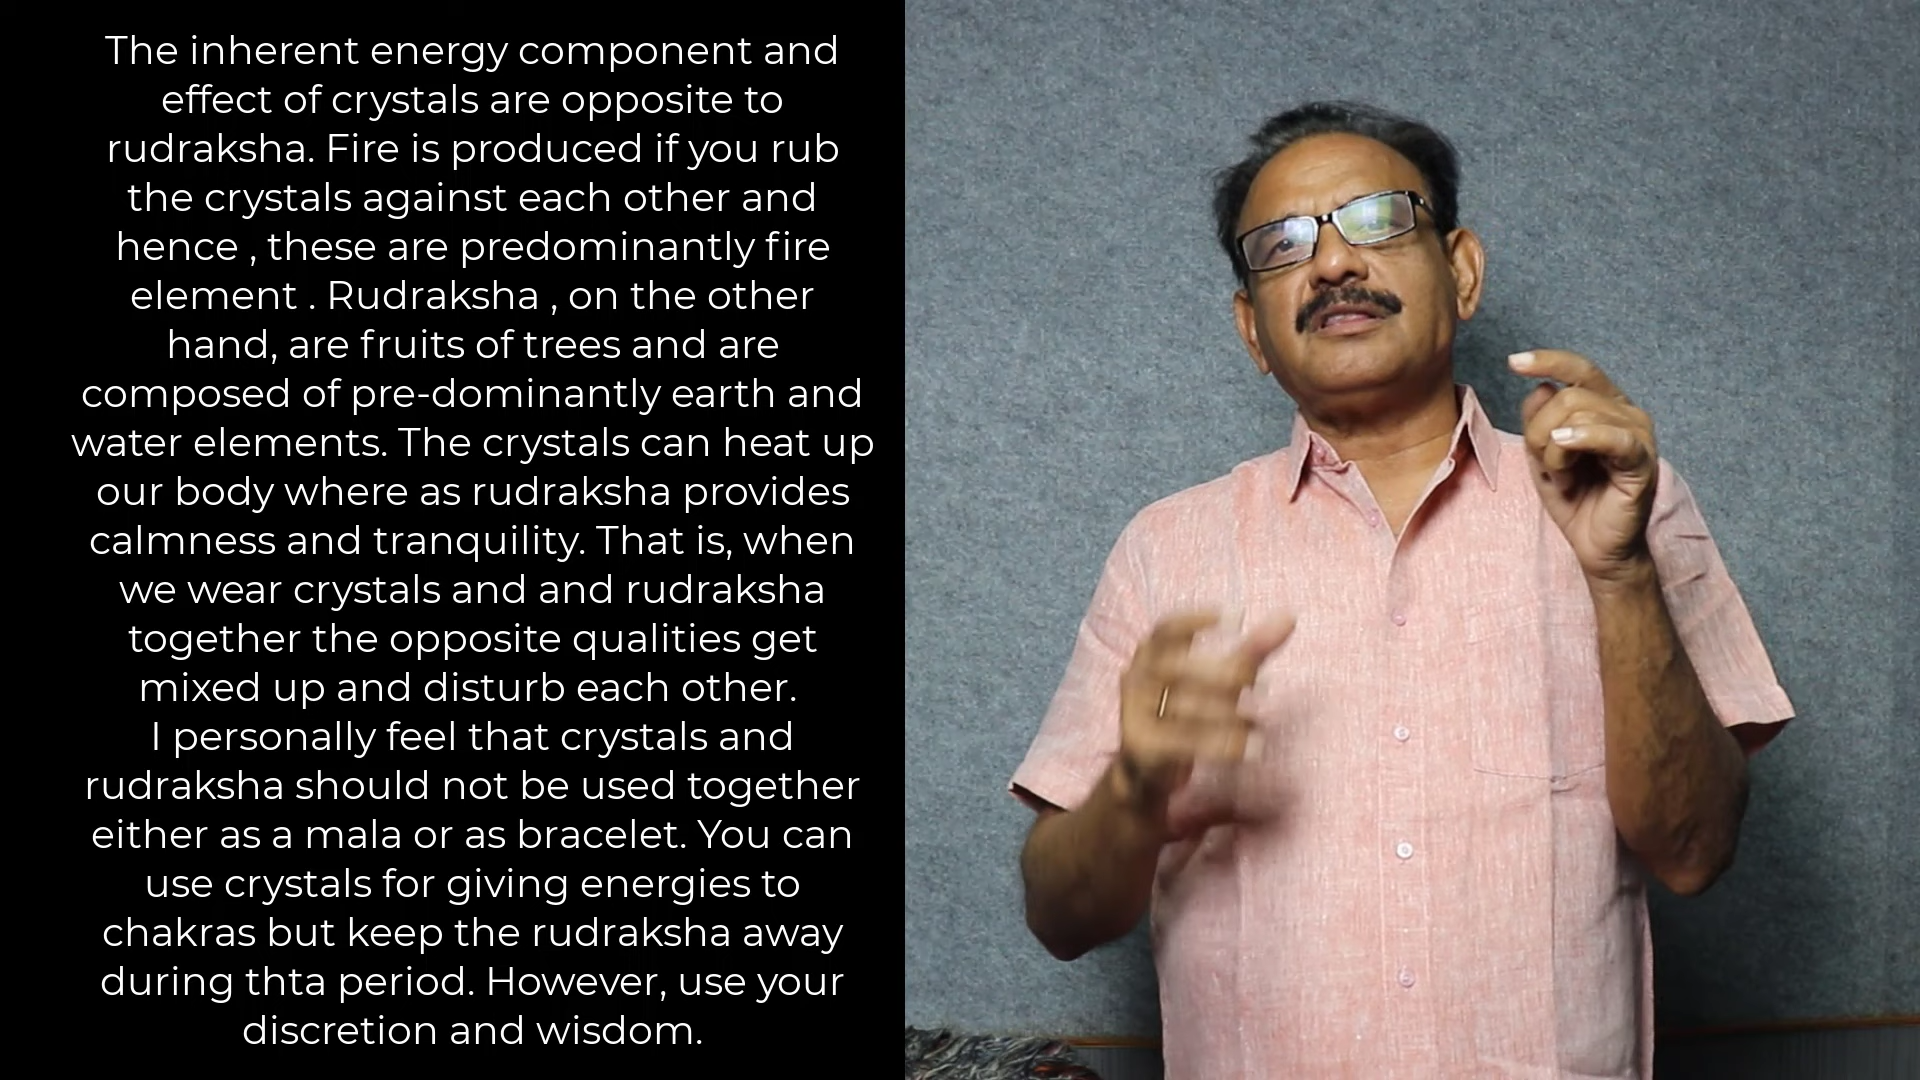 The inherent energy component and
effect of crystals are opposite to
rudraksha. Fire is produced if you rub
the crystals against each other and
hence , these are predominantly fire
element . Rudraksha , on the other
hand, are fruits of trees and are
composed of pre-dominantly earth and
water elements. The crystals can heat up
our body where as rudraksha provides
calmness and tranquility. That is, when
we wear crystals and and rudraksha
together the opposite qualities get
mixed up and disturb each other.
I personally feel that crystals and
rudraksha should not be used together
either as a mala or as bracelet. You can
use crystals for giving energies to
chakras but keep the rudraksha away
during thta period. However, use your
discretion and wisdom.